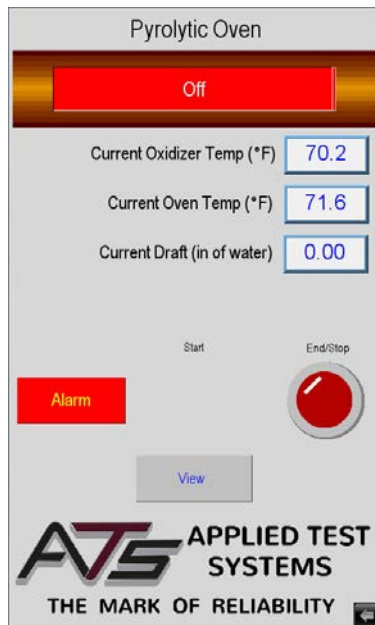 Pyrolytic Oven
Off
Current Oxidizer Temp (°F) 70.2
Current Oven Temp (°F) 71.6
Current Draft (in of water) 0.00
Start End/Stop
Alarm
View
ATS APPLIED TEST
SYSTEMS
THE MARK OF RELIABILITY